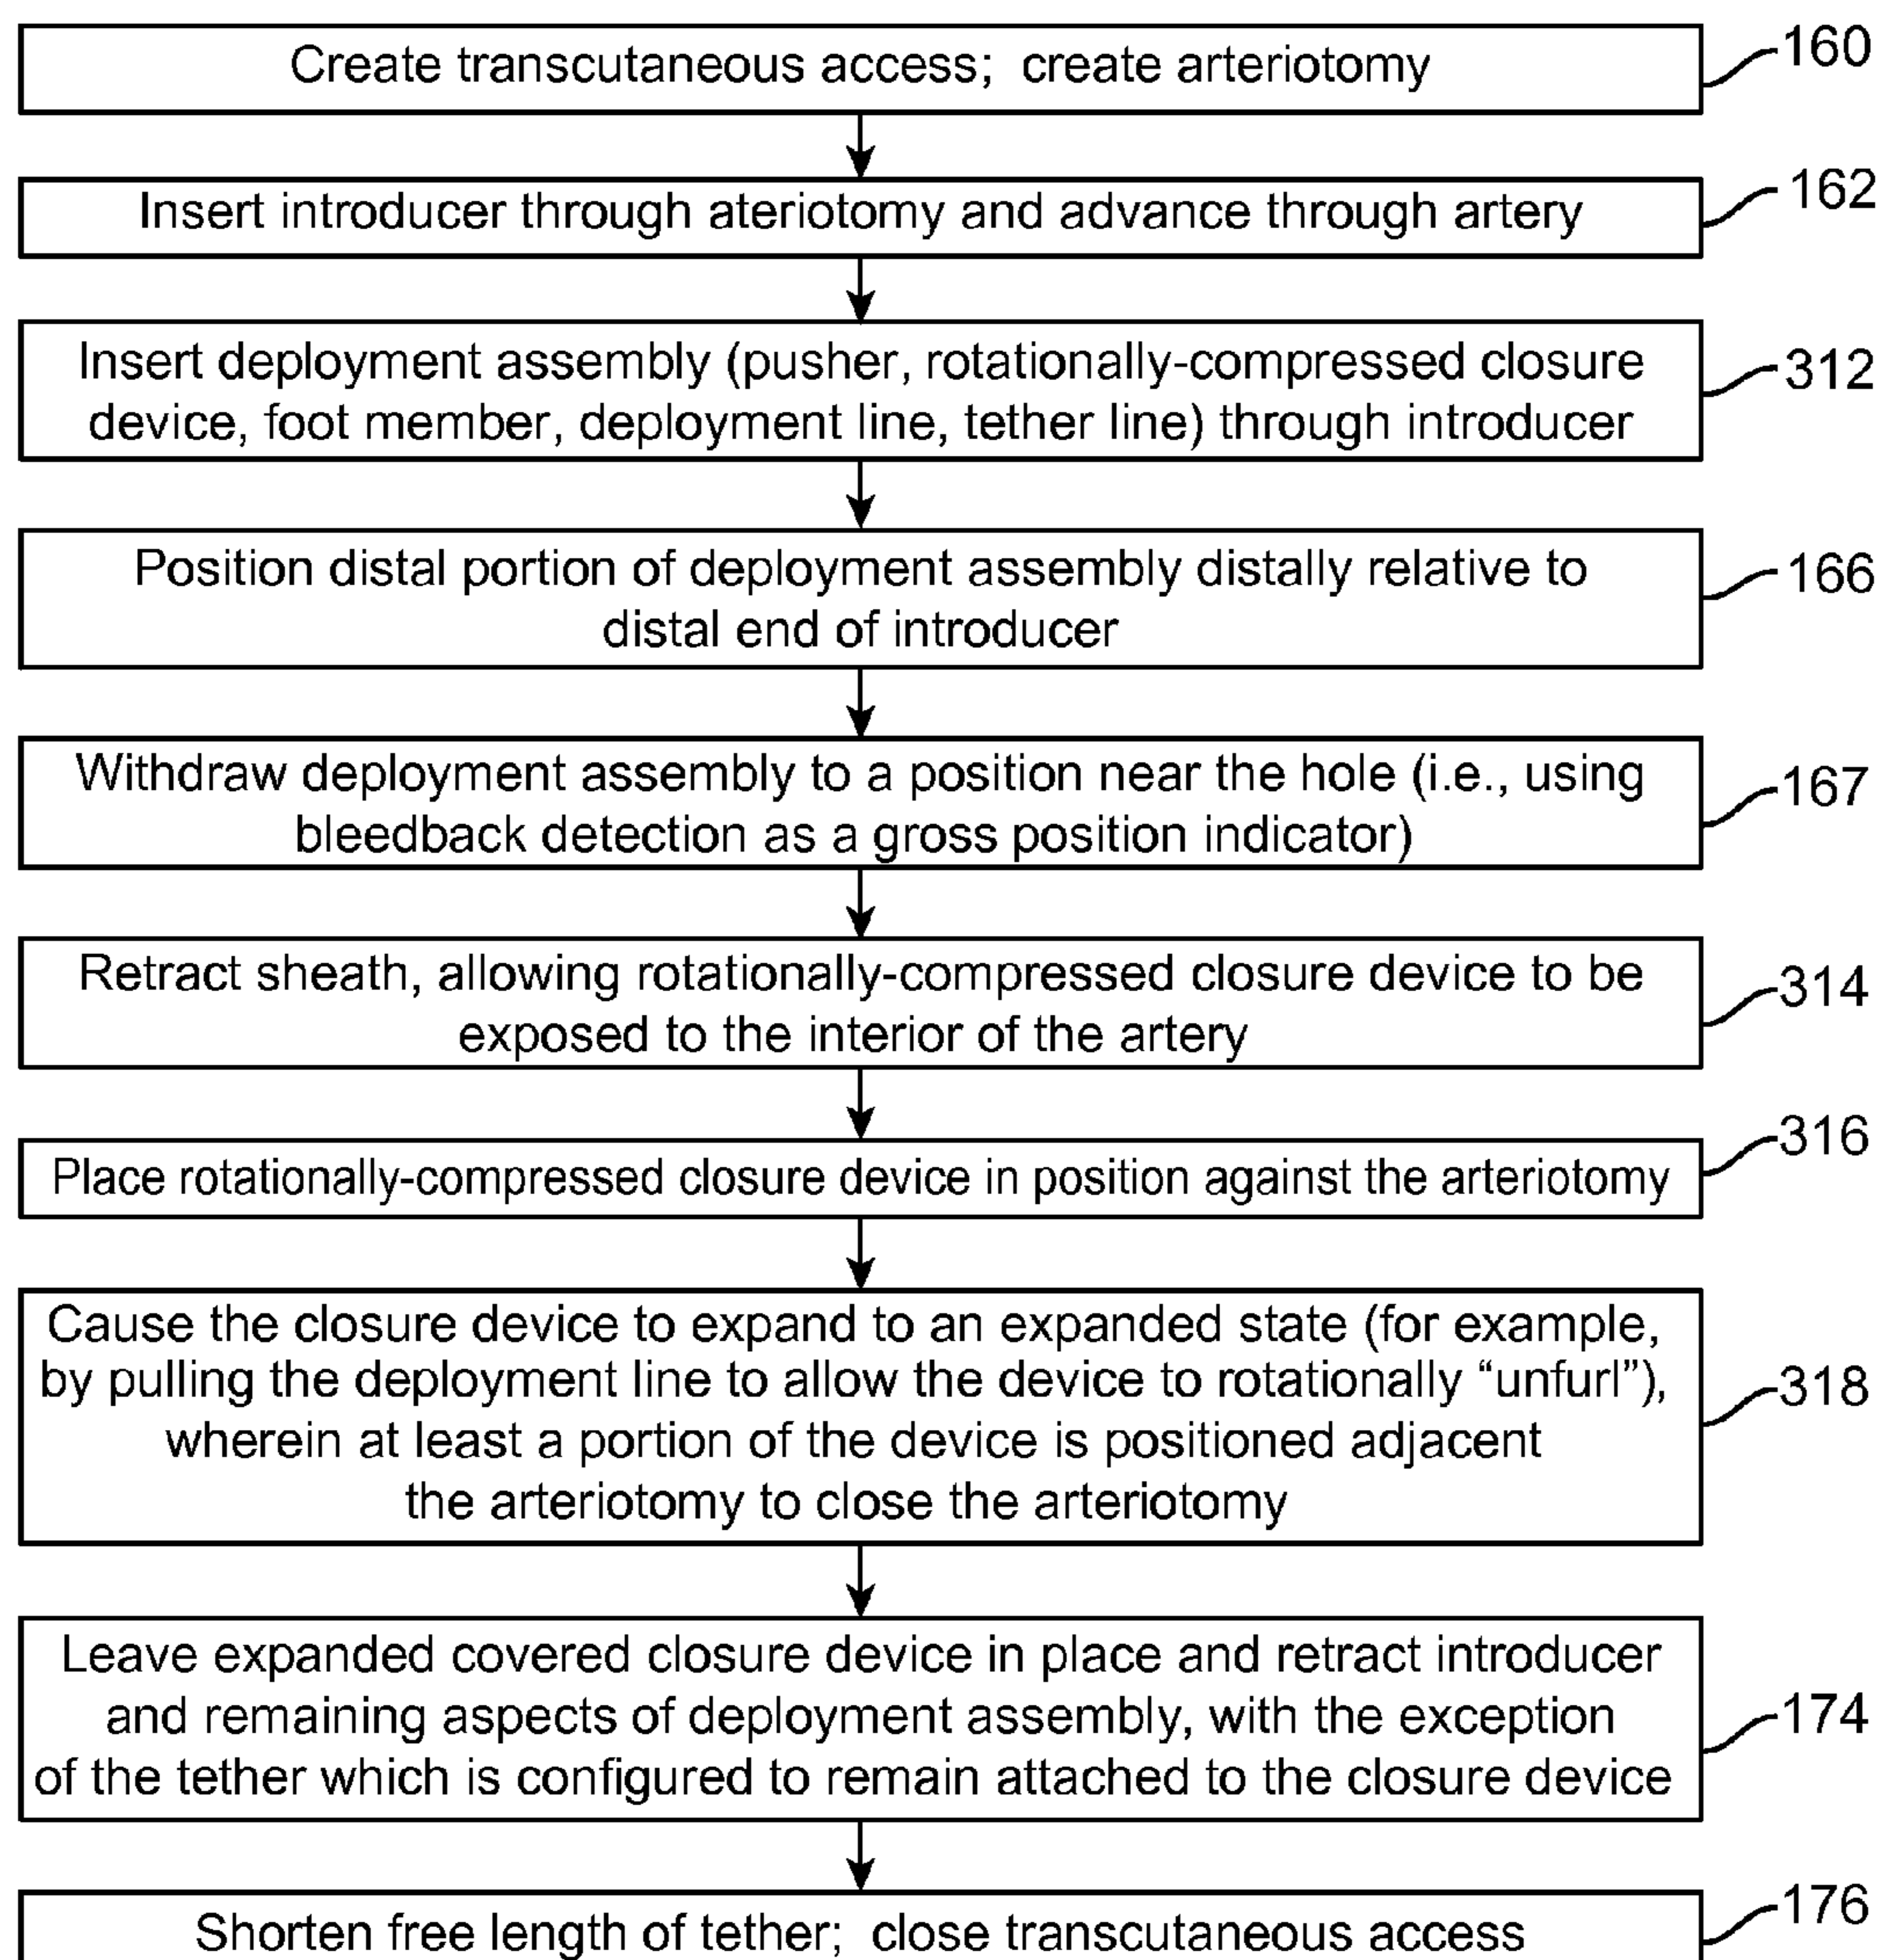 Create transcutaneous access; create arteriotomy
160
Insert introducer through ateriotomy and advance through artery
162
Insert deployment assembly (pusher, rotationally-compressed closure
device, foot member, deployment line, tether line) through introducer
312
Position distal portion of deployment assembly distally relative to
distal end of introducer
166
Withdraw deployment assembly to a position near the hole (i.e., using
bleedback detection as a gross position indicator)
167
Retract sheath, allowing rotationally-compressed closure device to be
exposed to the interior of the artery
314
Place rotationally-compressed closure device in position against the arteriotomy
316
Cause the closure device to expand to an expanded state (for example,
by pulling the deployment line to allow the device to rotationally “unfurl”),
wherein at least a portion of the device is positioned adjacent
the arteriotomy to close the arteriotomy
318
Leave expanded covered closure device in place and retract introducer
and remaining aspects of deployment assembly, with the exception
of the tether which is configured to remain attached to the closure device
174
Shorten free length of tether; close transcutaneous access
176